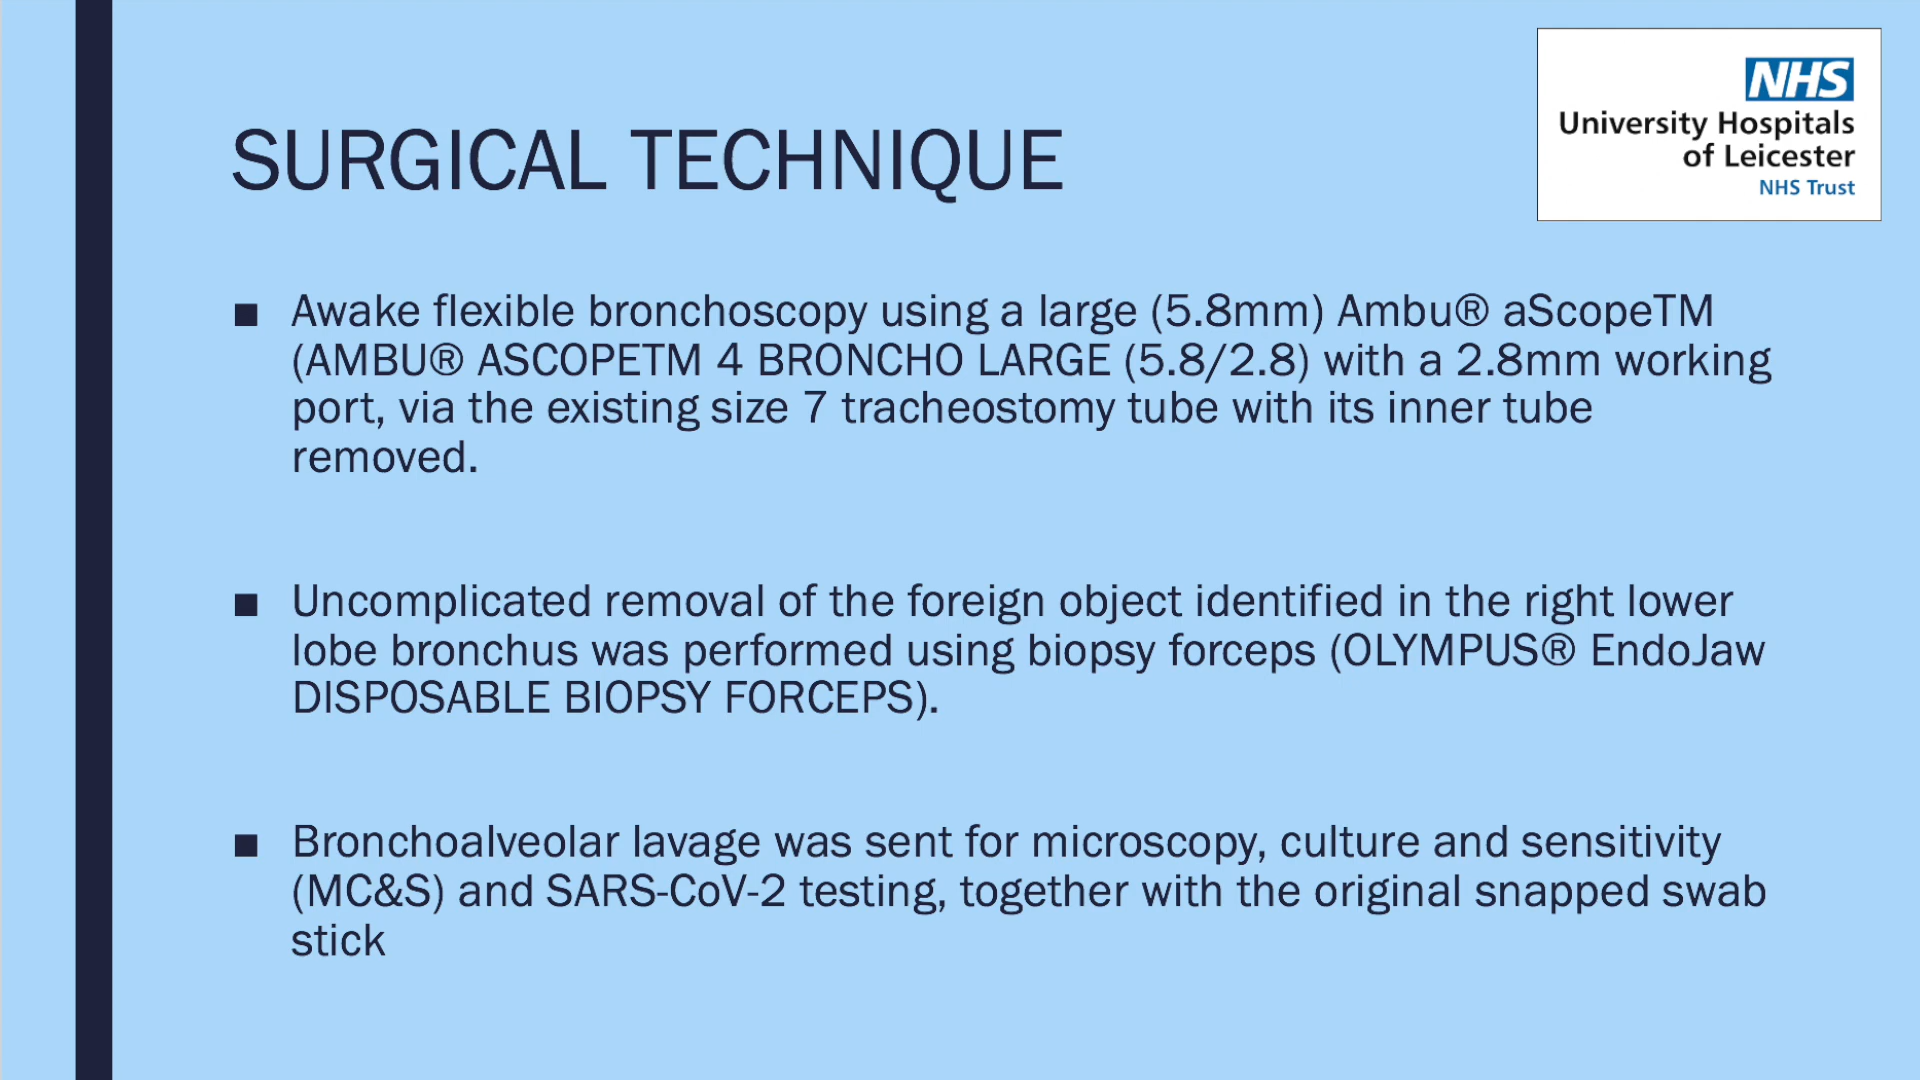 NHS
University Hospitals
of Leicester
NHS Trust
SURGICAL TECHNIQUE
■ Awake flexible bronchoscopy using a large (5.8mm) Ambu® aScopeTM
(AMBU® ASCOPETM 4 BRONCHO LARGE (5.8/2.8) with a 2.8mm working
port, via the existing size 7 tracheostomy tube with its inner tube
removed.
■ Uncomplicated removal of the foreign object identified in the right lower
lobe bronchus was performed using biopsy forceps (OLYMPUS® EndoJaw
DISPOSABLE BIOPSY FORCEPS).
■ Bronchoalveolar lavage was sent for microscopy, culture and sensitivity
(MC&S) and SARS-CoV-2 testing, together with the original snapped swab
stick